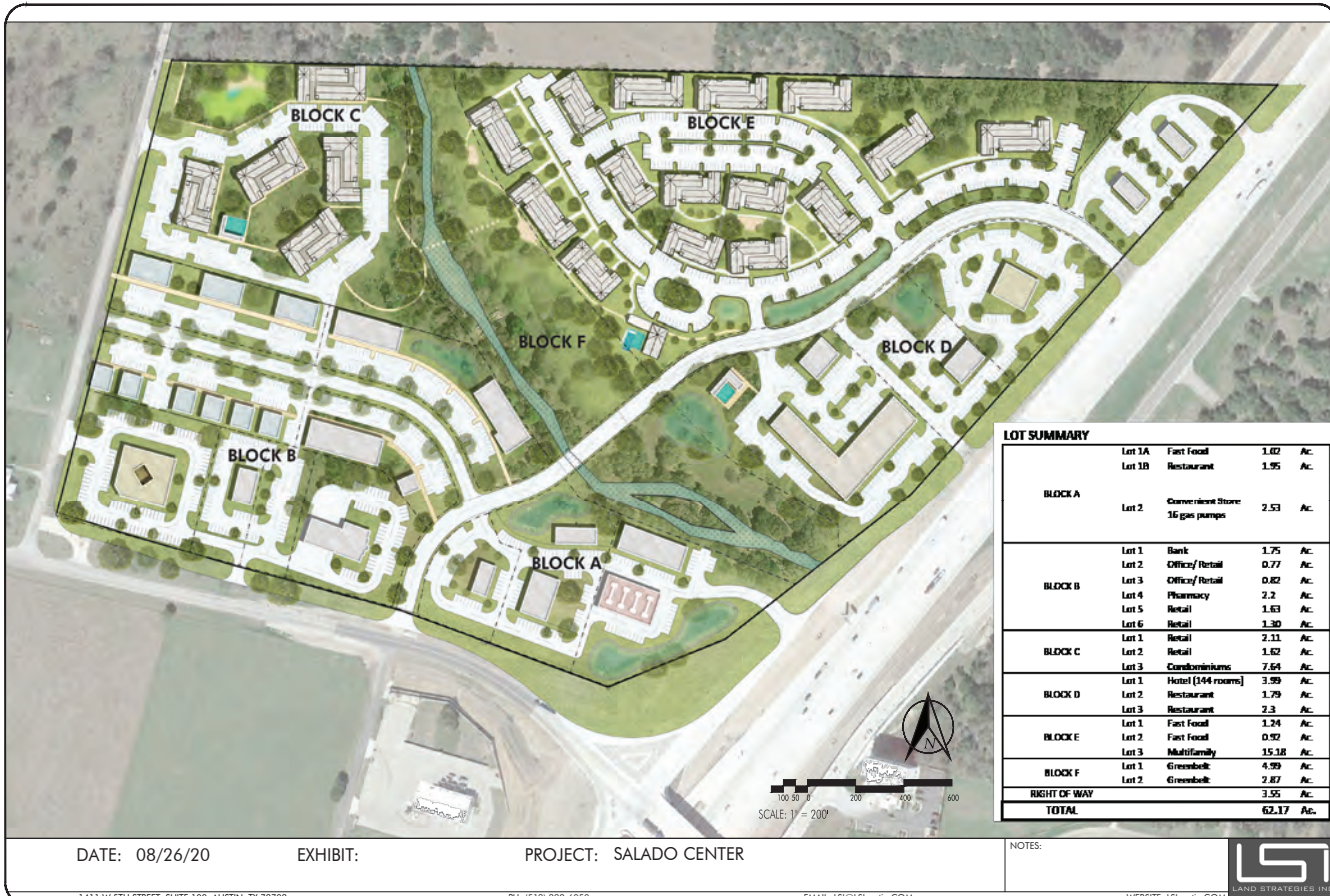 BLOCK C
BLOCK E
BLOCK F
BLOCK D
BLOCK B
BLOCK A
N
100 50 0 200 400 600
SCALE: 1" = 200'
LOT SUMMARY
BLOCK A
Lot 1A Fast Food 1.02 Ac.
Lot 1B Restaurant 1.95 Ac.
Lot 2 Convenient Store 16 gas pumps 2.53 Ac.
BLOCK B
Lot 1 Bank 1.75 Ac.
Lot 2 Office/ Retail 0.77 Ac.
Lot 3 Office/ Retail 0.82 Ac.
Lot 4 Pharmacy 2.2 Ac.
Lot 5 Retail 1.63 Ac.
Lot 6 Retail 1.30 Ac.
BLOCK C
Lot 1 Retail 2.11 Ac.
Lot 2 Retail 1.62 Ac.
Lot 3 Condominiums 7.64 Ac.
BLOCK D
Lot 1 Hotel (144 rooms) 3.99 Ac.
Lot 2 Restaurant 1.79 Ac.
Lot 3 Restaurant 2.3 Ac.
BLOCK E
Lot 1 Fast Food 1.24 Ac.
Lot 2 Fast Food 0.92 Ac.
Lot 3 Multifamily 15.18 Ac.
BLOCK F
Lot 1 Greenbelt 4.99 Ac.
Lot 2 Greenbelt 2.87 Ac.
RIGHT OF WAY 3.55 Ac.
TOTAL 62.17 Ac.
DATE: 08/26/20 EXHIBIT: PROJECT: SALADO CENTER
NOTES:
LSI
LAND STRATEGIES INC